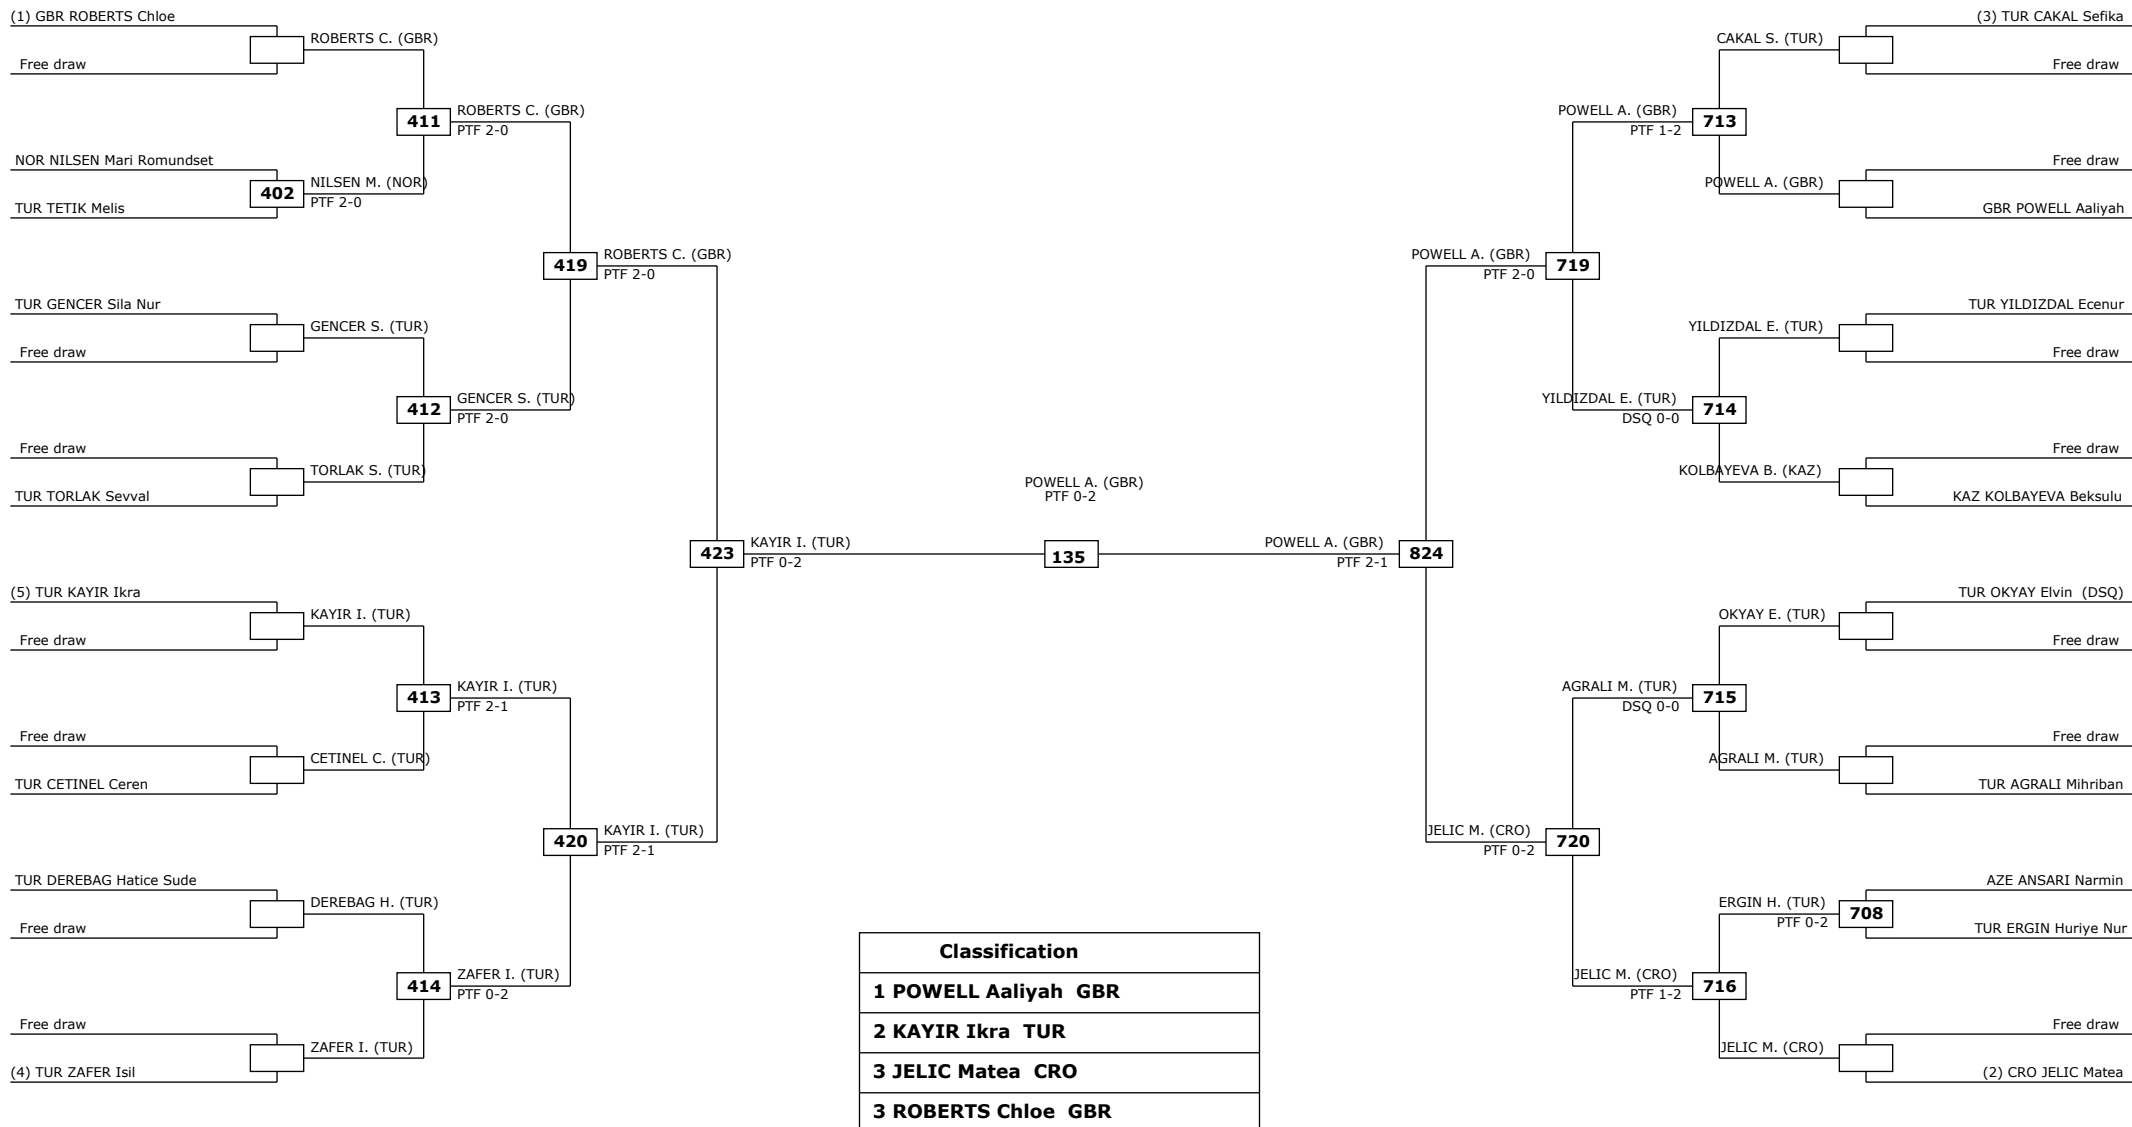 (1) GBR ROBERTS Chloe
ROBERTS C. (GBR)
Free draw
ROBERTS C. (GBR)
411
PTF 2-0
NOR NILSEN Mari Romundset
NILSEN M. (NOR)
402
PTF 2-0
TUR TETIK Melis
ROBERTS C. (GBR)
419
PTF 2-0
TUR GENCER Sila Nur
GENCER S. (TUR)
Free draw
GENCER S. (TUR)
412
PTF 2-0
Free draw
TORLAK S. (TUR)
TUR TORLAK Sevval
KAYIR I. (TUR)
423
PTF 0-2
(5) TUR KAYIR Ikra
KAYIR I. (TUR)
Free draw
KAYIR I. (TUR)
413
PTF 2-1
Free draw
CETINEL C. (TUR)
TUR CETINEL Ceren
KAYIR I. (TUR)
420
PTF 2-1
TUR DEREBAG Hatice Sude
DEREBAG H. (TUR)
Free draw
ZAFER I. (TUR)
414
PTF 0-2
Free draw
ZAFER I. (TUR)
(4) TUR ZAFER Isil
POWELL A. (GBR)
PTF 0-2
135
(3) TUR CAKAL Sefika
CAKAL S. (TUR)
Free draw
POWELL A. (GBR)
713
PTF 1-2
Free draw
POWELL A. (GBR)
GBR POWELL Aaliyah
POWELL A. (GBR)
719
PTF 2-0
TUR YILDIZDAL Ecenur
YILDIZDAL E. (TUR)
Free draw
YILDIZDAL E. (TUR)
714
DSQ 0-0
Free draw
KOLBAYEVA B. (KAZ)
KAZ KOLBAYEVA Beksulu
POWELL A. (GBR)
824
PTF 2-1
TUR OKYAY Elvin (DSQ)
OKYAY E. (TUR)
Free draw
AGRALI M. (TUR)
715
DSQ 0-0
Free draw
AGRALI M. (TUR)
TUR AGRALI Mihriban
JELIC M. (CRO)
720
PTF 0-2
AZE ANSARI Narmin
ERGIN H. (TUR)
708
PTF 0-2
TUR ERGIN Huriye Nur
JELIC M. (CRO)
716
PTF 1-2
Free draw
JELIC M. (CRO)
(2) CRO JELIC Matea
Classification
1 POWELL Aaliyah GBR
2 KAYIR Ikra TUR
3 JELIC Matea CRO
3 ROBERTS Chloe GBR